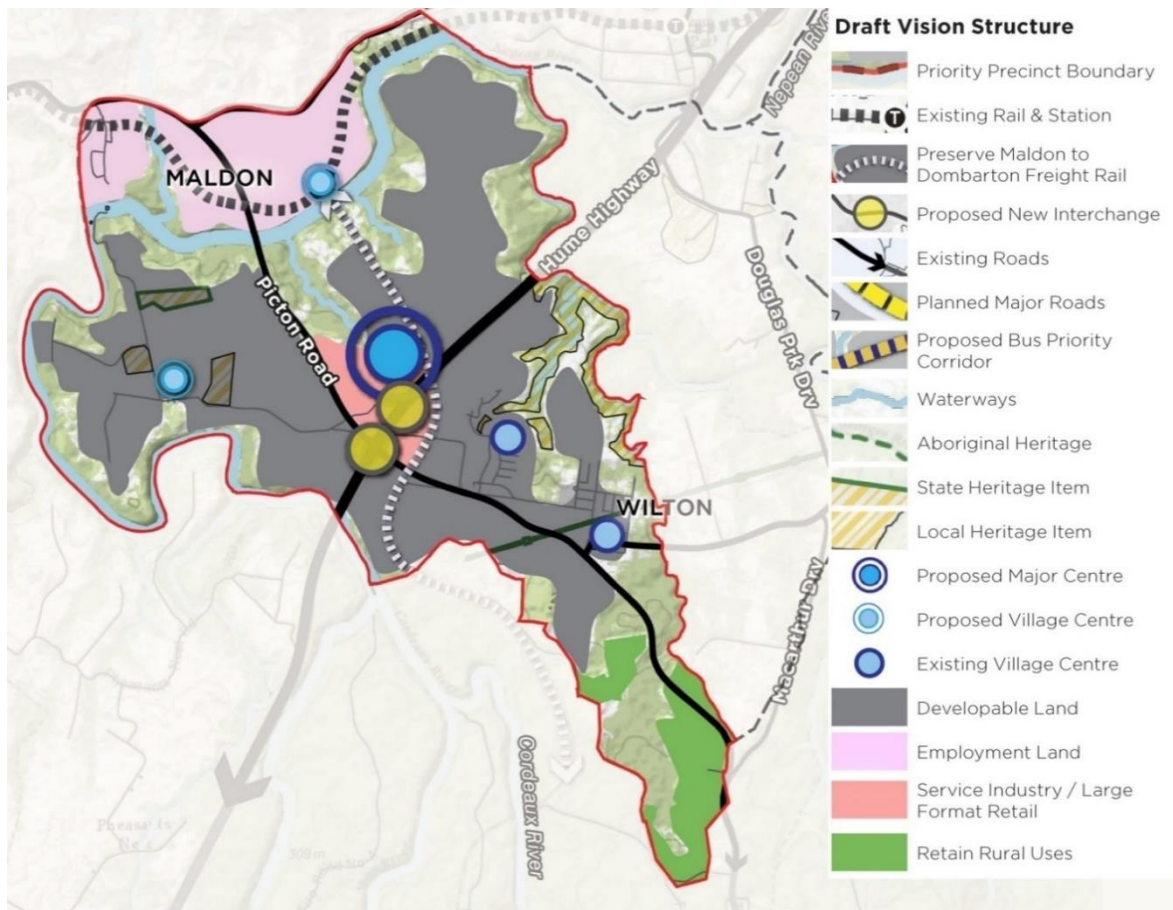 Draft Vision Structure
Priority Precinct Boundary
T
Existing Rail & Station
Preserve Maldon to
Dombarton Freight Rail
Proposed New Interchange
Existing Roads
Planned Major Roads
Proposed Bus Priority
Corridor
Waterways
Aboriginal Heritage
State Heritage Item
Local Heritage Item
Proposed Major Centre
Proposed Village Centre
Existing Village Centre
Developable Land
Employment Land
Service Industry / Large
Format Retail
Retain Rural Uses
T
Nepean River
MALDON
Hume Highway
Picton Road
Douglas Prk Drv
WILTON
Macarthur Drv
Cordeaux River
300m